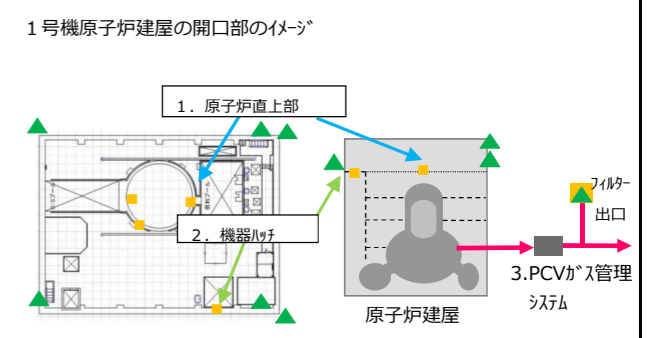 １号機原子炉建屋の開口部のｲﾒｰｼﾞ
１．原子炉直上部
２．機器ﾊｯﾁ
原子炉建屋
ﾌｨﾙﾀｰ
出口
3.PCVｶﾞｽ管理
ｼｽﾃﾑ